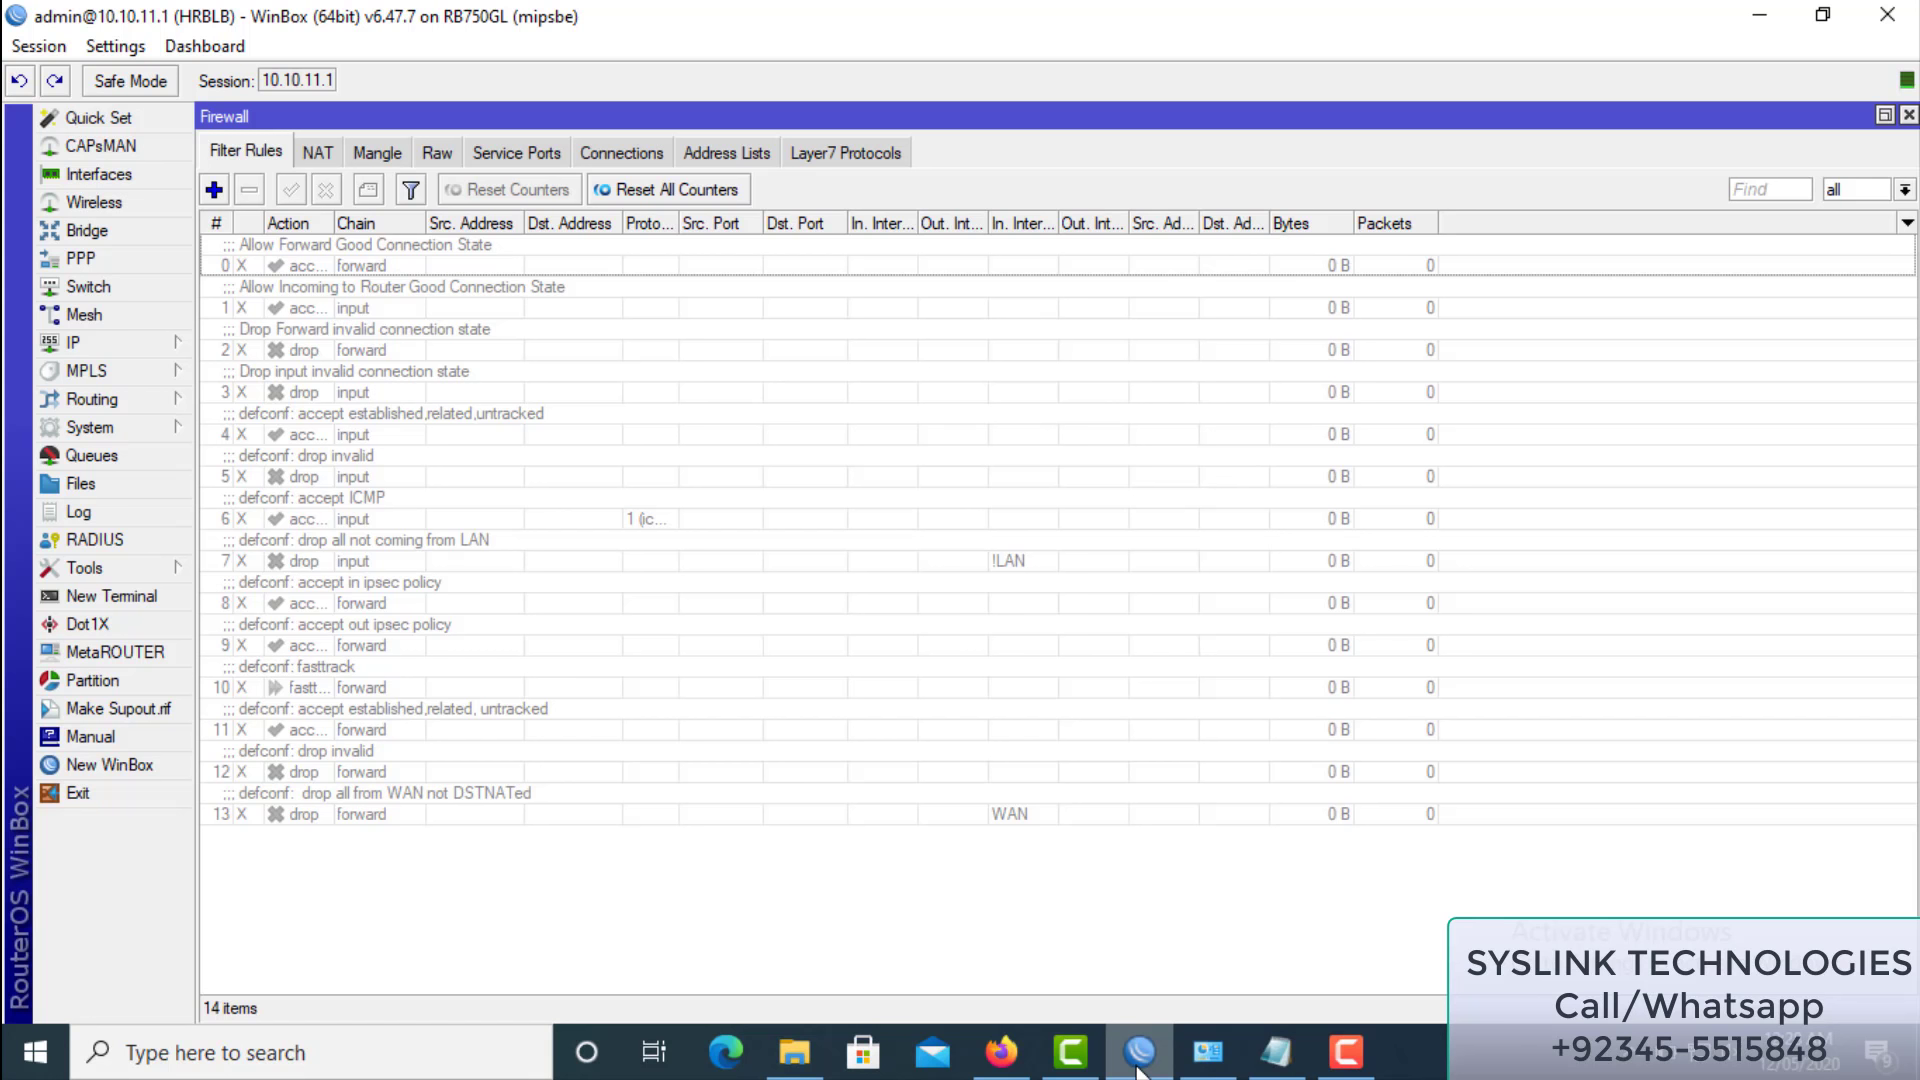 admin@10.10.11.1 (HRBLB) - WinBox (64bit) v6.47.7 on RB750GL (mipsbe)
Session Settings Dashboard
Safe Mode Session: 10.10.11.1
Quick Set
CAPsMAN
Interfaces
Wireless
Bridge
PPP
Switch
Mesh
IP
MPLS
Routing
System
Queues
Files
Log
RADIUS
Tools
New Terminal
Dot1X
MetaROUTER
Partition
Make Supout.rif
Manual
New WinBox
Exit
RouterOS WinBox
Firewall
Filter Rules NAT Mangle Raw Service Ports Connections Address Lists Layer7 Protocols
Reset Counters Reset All Counters Find all
# Action Chain Src. Address Dst. Address Proto... Src. Port Dst. Port In. Inter... Out. Int... In. Inter... Out. Int... Src. Ad... Dst. Ad... Bytes Packets
;;; Allow Forward Good Connection State
0 X acc... forward 0 B 0
;;; Allow Incoming to Router Good Connection State
1 X acc... input 0 B 0
;;; Drop Forward invalid connection state
2 X drop forward 0 B 0
;;; Drop input invalid connection state
3 X drop input 0 B 0
;;; defconf: accept established,related,untracked
4 X acc... input 0 B 0
;;; defconf: drop invalid
5 X drop input 0 B 0
;;; defconf: accept ICMP
6 X acc... input 1 (ic... 0 B 0
;;; defconf: drop all not coming from LAN
7 X drop input !LAN 0 B 0
;;; defconf: accept in ipsec policy
8 X acc... forward 0 B 0
;;; defconf: accept out ipsec policy
9 X acc... forward 0 B 0
;;; defconf: fasttrack
10 X fastt... forward 0 B 0
;;; defconf: accept established,related, untracked
11 X acc... forward 0 B 0
;;; defconf: drop invalid
12 X drop forward 0 B 0
;;; defconf:  drop all from WAN not DSTNATed
13 X drop forward WAN 0 B 0
14 items
Activate Windows
SYSLINK TECHNOLOGIES
Call/Whatsapp
+92345-5515848
Type here to search
12/05/2020
9